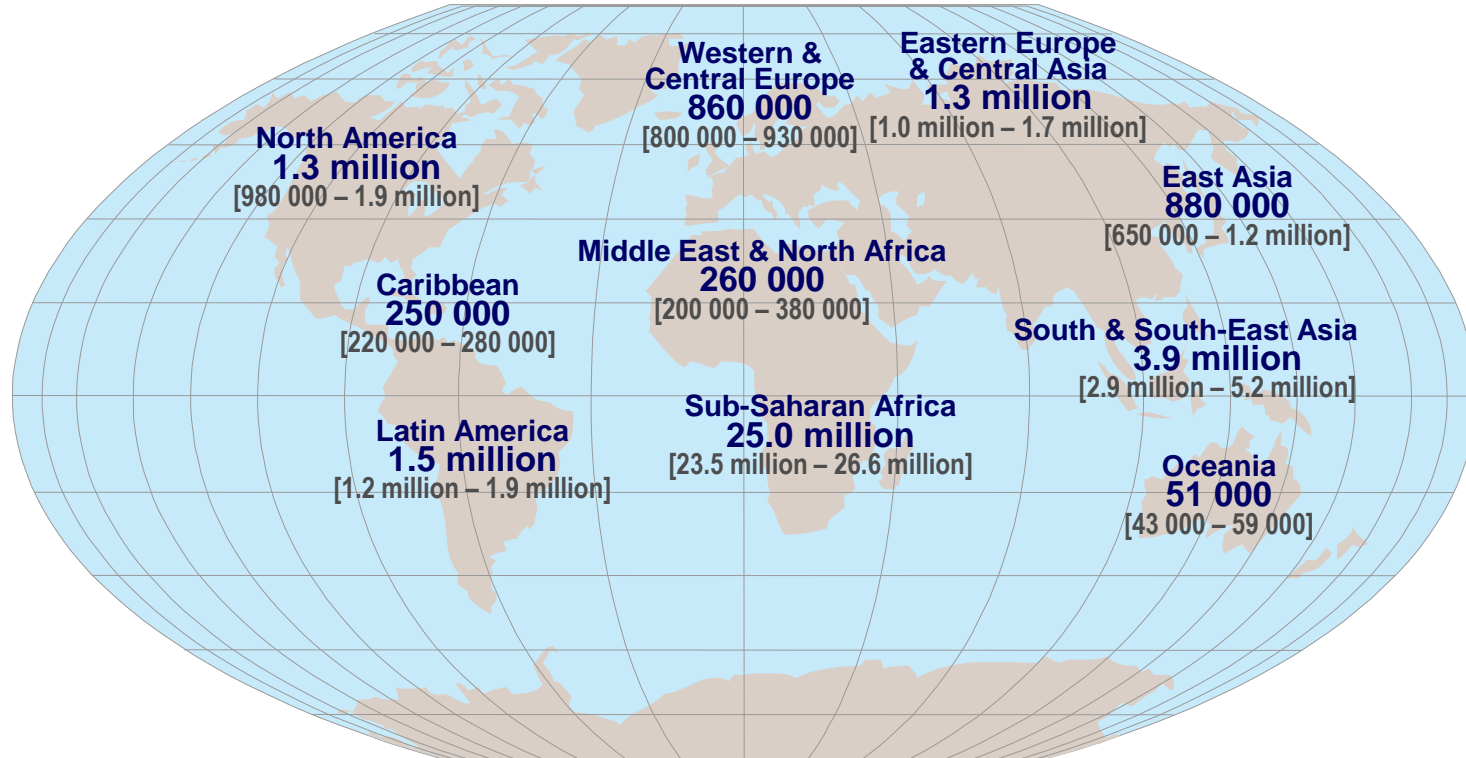 Western &
Central Europe
860 000
[800 000 – 930 000]
Eastern Europe
& Central Asia
1.3 million
[1.0 million – 1.7 million]
North America
1.3 million
[980 000 – 1.9 million]
East Asia
880 000
[650 000 – 1.2 million]
Middle East & North Africa
260 000
[200 000 – 380 000]
Caribbean
250 000
[220 000 – 280 000]
South & South-East Asia
3.9 million
[2.9 million – 5.2 million]
Sub-Saharan Africa
25.0 million
[23.5 million – 26.6 million]
Latin America
1.5 million
[1.2 million – 1.9 million]
Oceania
51 000
[43 000 – 59 000]